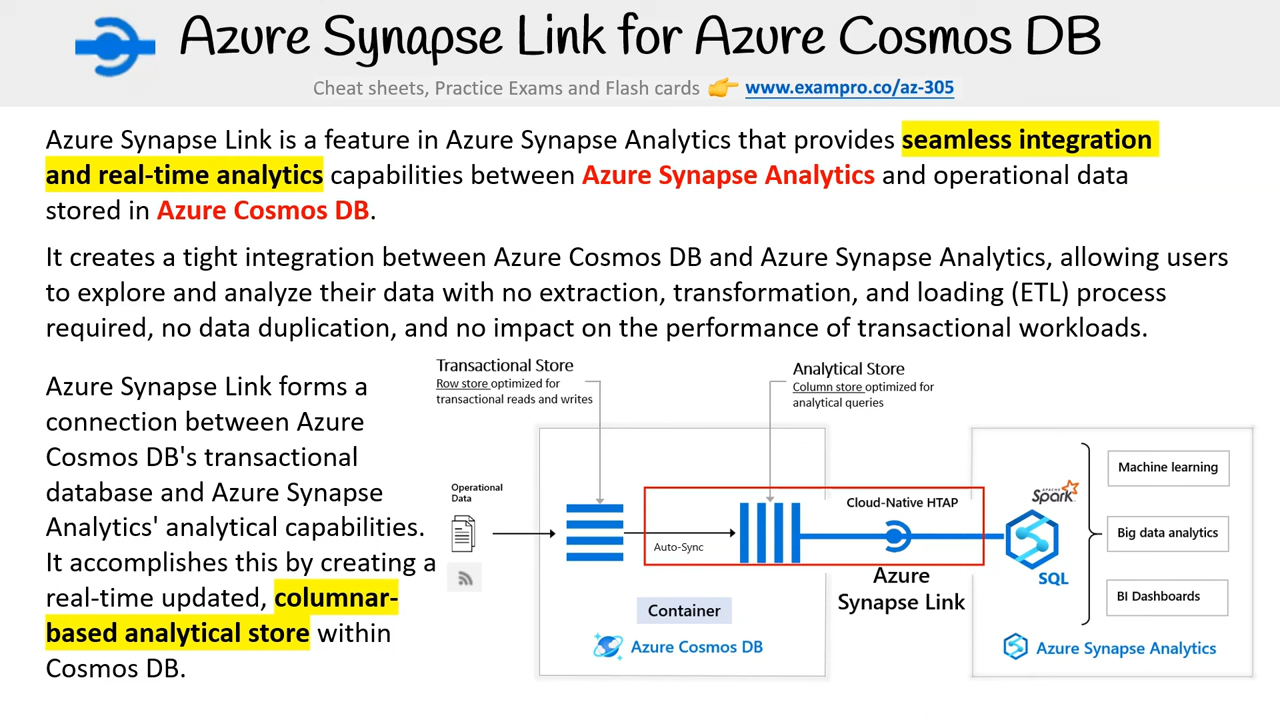 Azure Synapse Link for Azure Cosmos DB
Cheat sheets, Practice Exams and Flash cards 👉 www.exampro.co/az-305
Azure Synapse Link is a feature in Azure Synapse Analytics that provides seamless integration
and real-time analytics capabilities between Azure Synapse Analytics and operational data
stored in Azure Cosmos DB.
It creates a tight integration between Azure Cosmos DB and Azure Synapse Analytics, allowing users
to explore and analyze their data with no extraction, transformation, and loading (ETL) process
required, no data duplication, and no impact on the performance of transactional workloads.
Azure Synapse Link forms a
connection between Azure
Cosmos DB's transactional
database and Azure Synapse
Analytics' analytical capabilities.
It accomplishes this by creating a
real-time updated, columnar-
based analytical store within
Cosmos DB.
Transactional Store
Row store optimized for
transactional reads and writes
Analytical Store
Column store optimized for
analytical queries
Operational
Data
Auto-Sync
Cloud-Native HTAP
Azure
Synapse Link
Container
Azure Cosmos DB
APACHE
Spark
SQL
Machine learning
Big data analytics
BI Dashboards
Azure Synapse Analytics